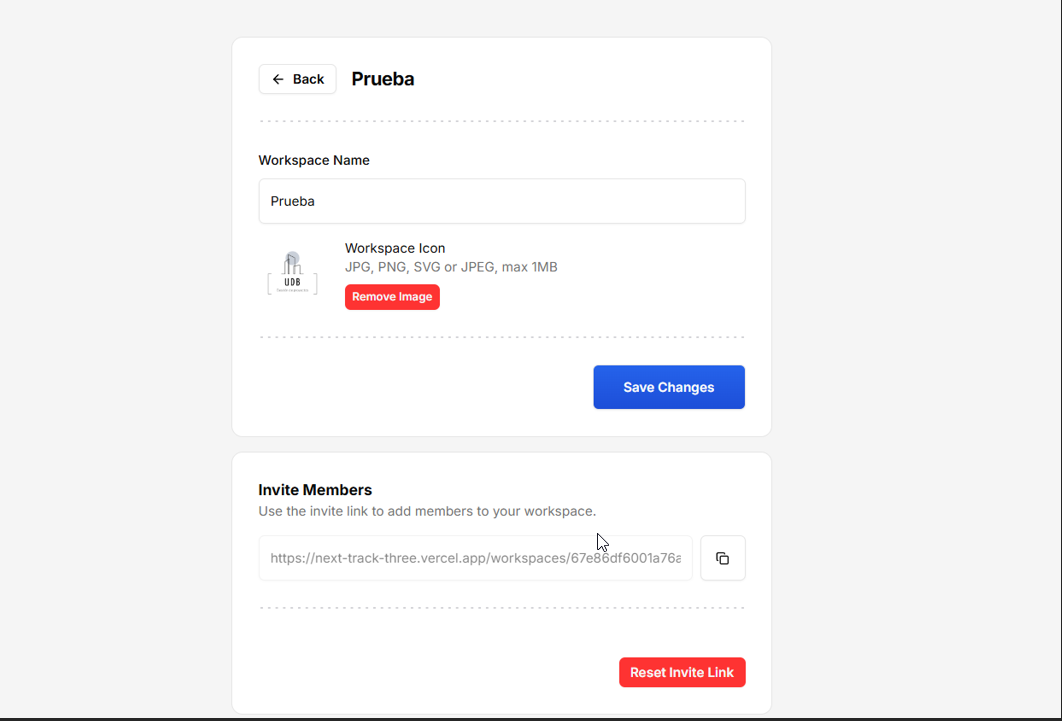 Back
Prueba
Workspace Name
Prueba
UDB
Workspace Icon
JPG, PNG, SVG or JPEG, max 1MB
Remove Image
Save Changes
Invite Members
Use the invite link to add members to your workspace.
https://next-track-three.vercel.app/workspaces/67e86df6001a76a
Reset Invite Link